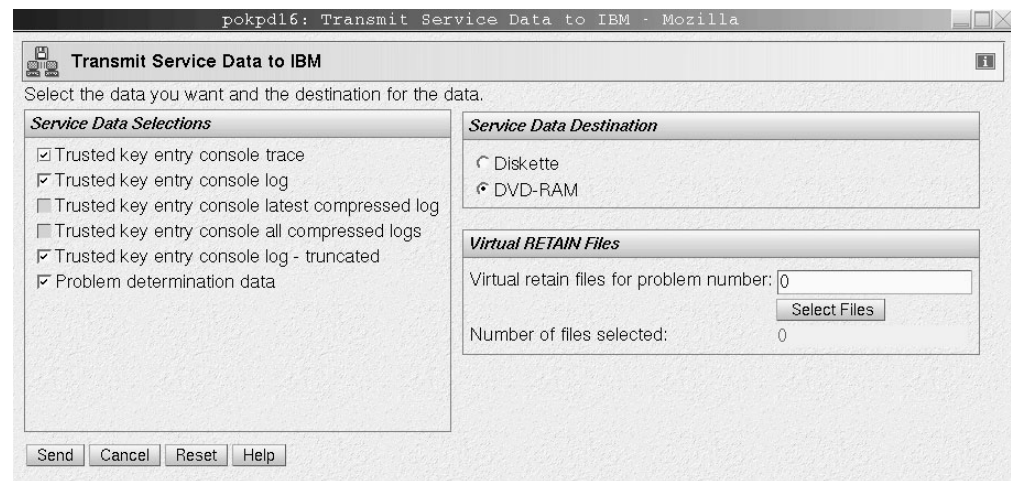 pokpd16: Transmit Service Data to IBM - Mozilla
Transmit Service Data to IBM
i
Select the data you want and the destination for the data.
Service Data Selections
Trusted key entry console trace
Trusted key entry console log
Trusted key entry console latest compressed log
Trusted key entry console all compressed logs
Trusted key entry console log - truncated
Problem determination data
Service Data Destination
Diskette
DVD-RAM
Virtual RETAIN Files
Virtual retain files for problem number: 0
Select Files
Number of files selected: 0
Send Cancel Reset Help